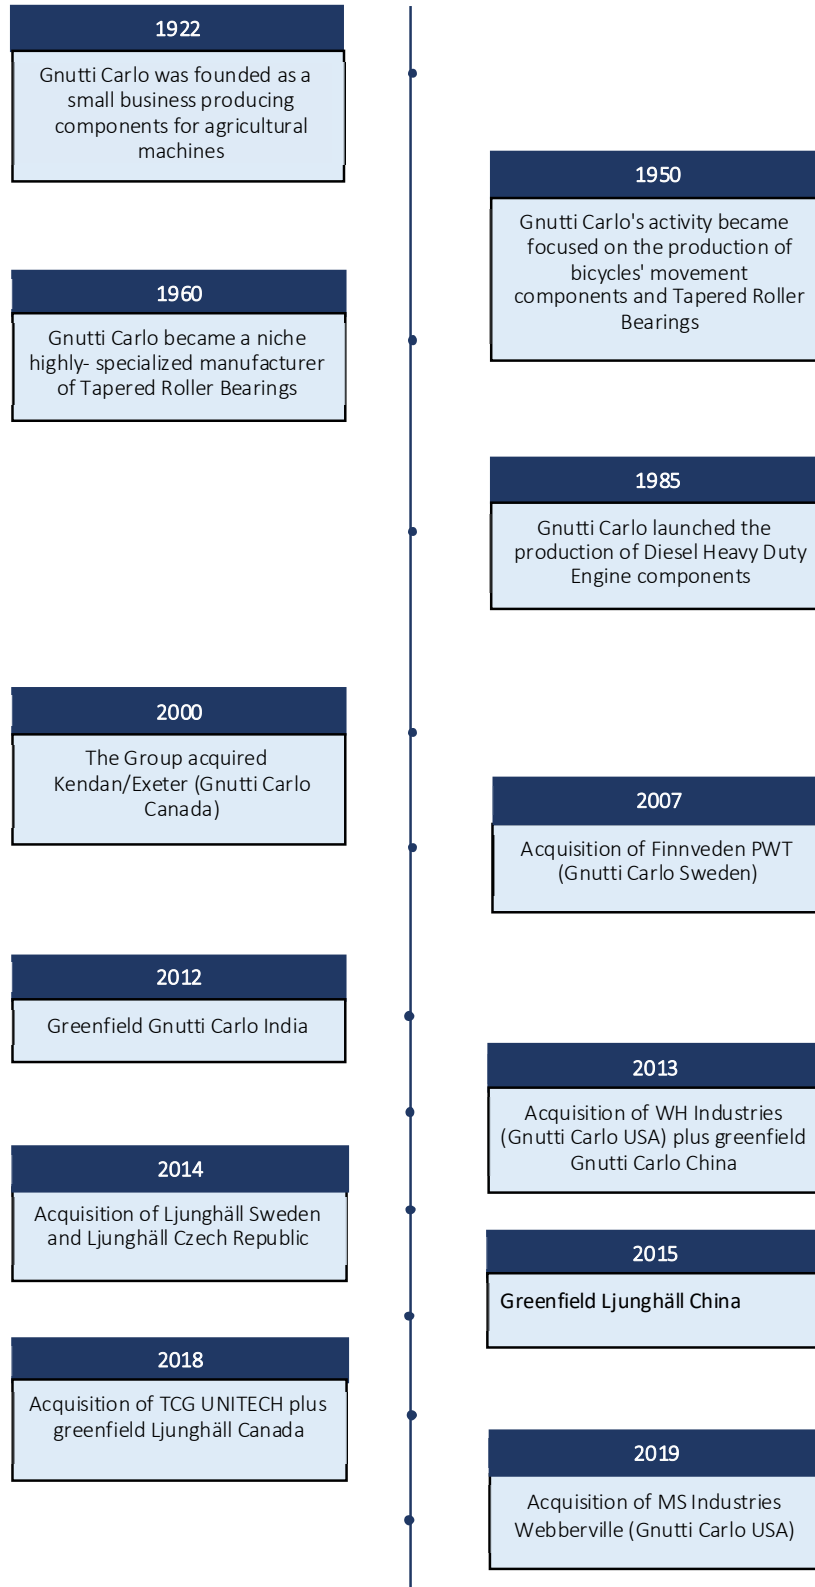 1922
Gnutti Carlo was founded as a
small business producing
components for agricultural
machines
1950
Gnutti Carlo's activity became
focused on the production of
bicycles' movement
components and Tapered Roller
Bearings
1960
Gnutti Carlo became a niche
highly- specialized manufacturer
of Tapered Roller Bearings
1985
Gnutti Carlo launched the
production of Diesel Heavy Duty
Engine components
2000
The Group acquired
Kendan/Exeter (Gnutti Carlo
Canada)
2007
Acquisition of Finnveden PWT
(Gnutti Carlo Sweden)
2012
Greenfield Gnutti Carlo India
2013
Acquisition of WH Industries
(Gnutti Carlo USA) plus greenfield
Gnutti Carlo China
2014
Acquisition of Ljunghäll Sweden
and Ljunghäll Czech Republic
2015
Greenfield Ljunghäll China
2018
Acquisition of TCG UNITECH plus
greenfield Ljunghäll Canada
2019
Acquisition of MS Industries
Webberville (Gnutti Carlo USA)